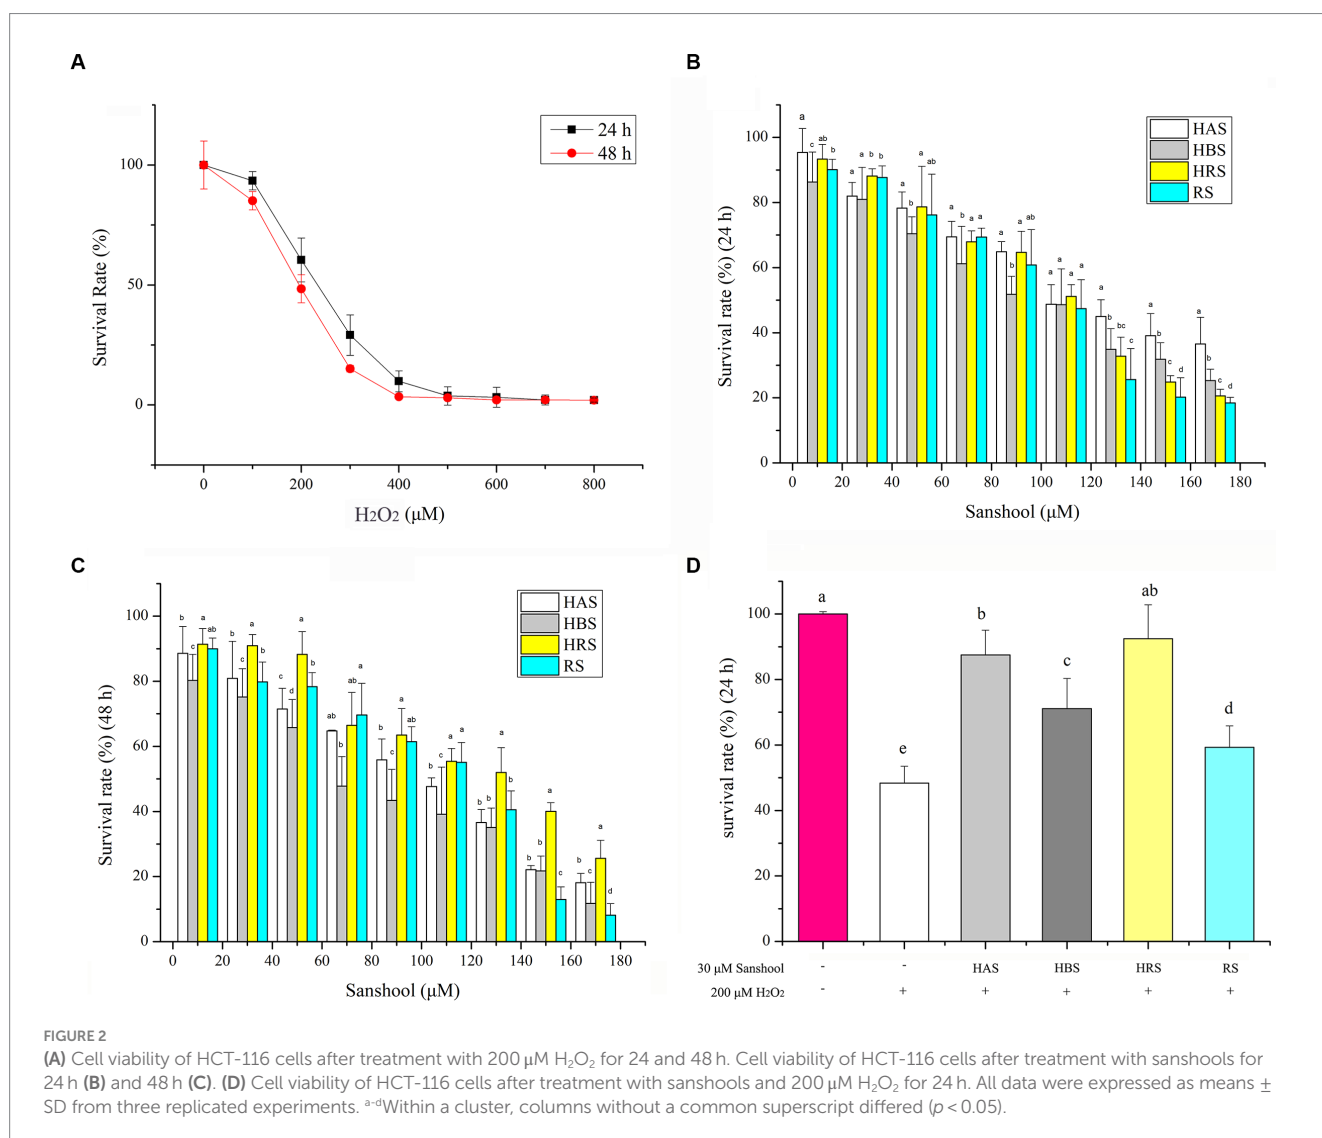 A
Survival Rate (%)
100
50
0
24 h
48 h
0 200 400 600 800
H2O2 (μM)
B
Survival rate (%) (24 h)
100
80
60
40
20
0
HAS
HBS
HRS
RS
a c ab b
a a b b
a b a ab
a b a a
a b a ab
a a a a
a b bc c
a b c d
a b c d
0 20 40 60 80 100 120 140 160 180
Sanshool (μM)
C
Survival rate (%) (48 h)
100
80
60
40
20
0
HAS
HBS
HRS
RS
b c a ab
b c a b
c d a b
ab b ab a
b c a ab
b c a a
b b a b
b b a c
b c a d
0 20 40 60 80 100 120 140 160 180
Sanshool (μM)
D
survival rate (%) (24 h)
100
80
60
40
20
0
a e b c ab d
30 μM Sanshool - - HAS HBS HRS RS
200 μM H2O2 - + + + + +
FIGURE 2
(A) Cell viability of HCT-116 cells after treatment with 200 μM H₂O₂ for 24 and 48 h. Cell viability of HCT-116 cells after treatment with sanshools for
24 h (B) and 48 h (C). (D) Cell viability of HCT-116 cells after treatment with sanshools and 200 μM H₂O₂ for 24 h. All data were expressed as means ±
SD from three replicated experiments. ᵃ⁻ᵈWithin a cluster, columns without a common superscript differed (p < 0.05).